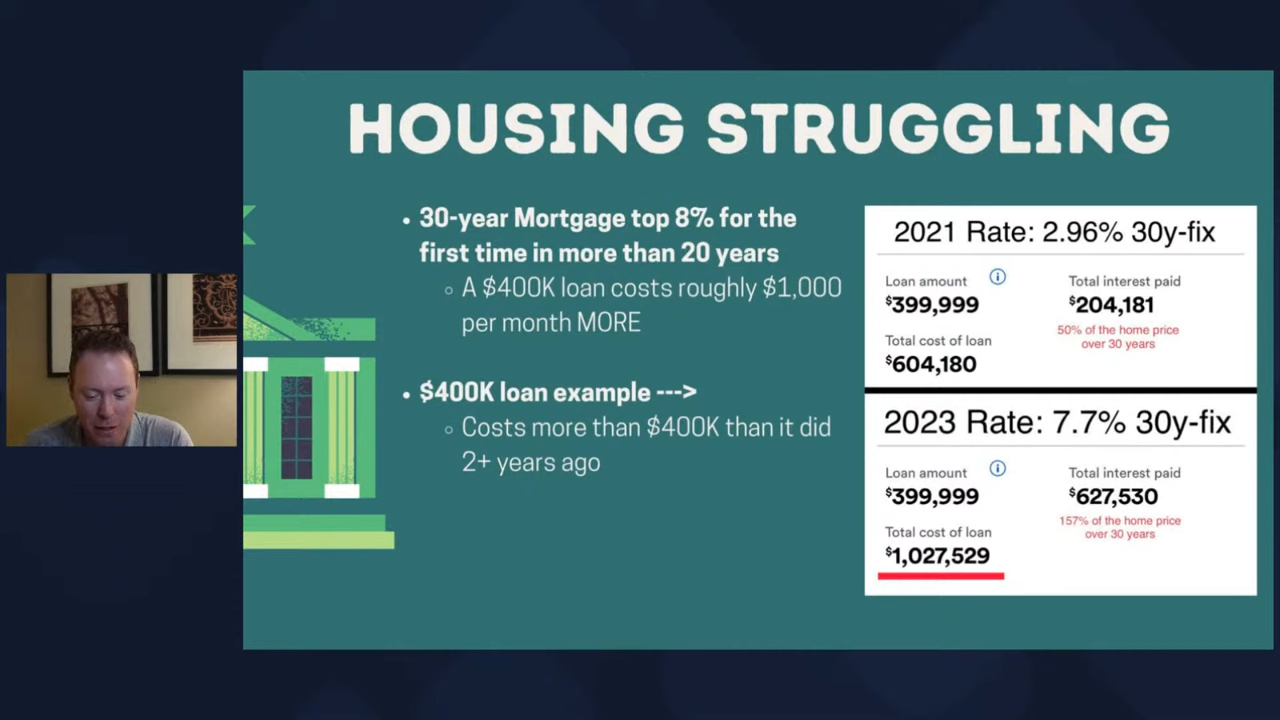 HOUSING STRUGGLING
• 30-year Mortgage top 8% for the
first time in more than 20 years
◦ A $400K loan costs roughly $1,000
per month MORE
• $400K loan example --->
◦ Costs more than $400K than it did
2+ years ago
2021 Rate: 2.96% 30y-fix
Loan amount i
$399,999
Total cost of loan
$604,180
Total interest paid
$204,181
50% of the home price
over 30 years
2023 Rate: 7.7% 30y-fix
Loan amount i
$399,999
Total cost of loan
$1,027,529
Total interest paid
$627,530
157% of the home price
over 30 years